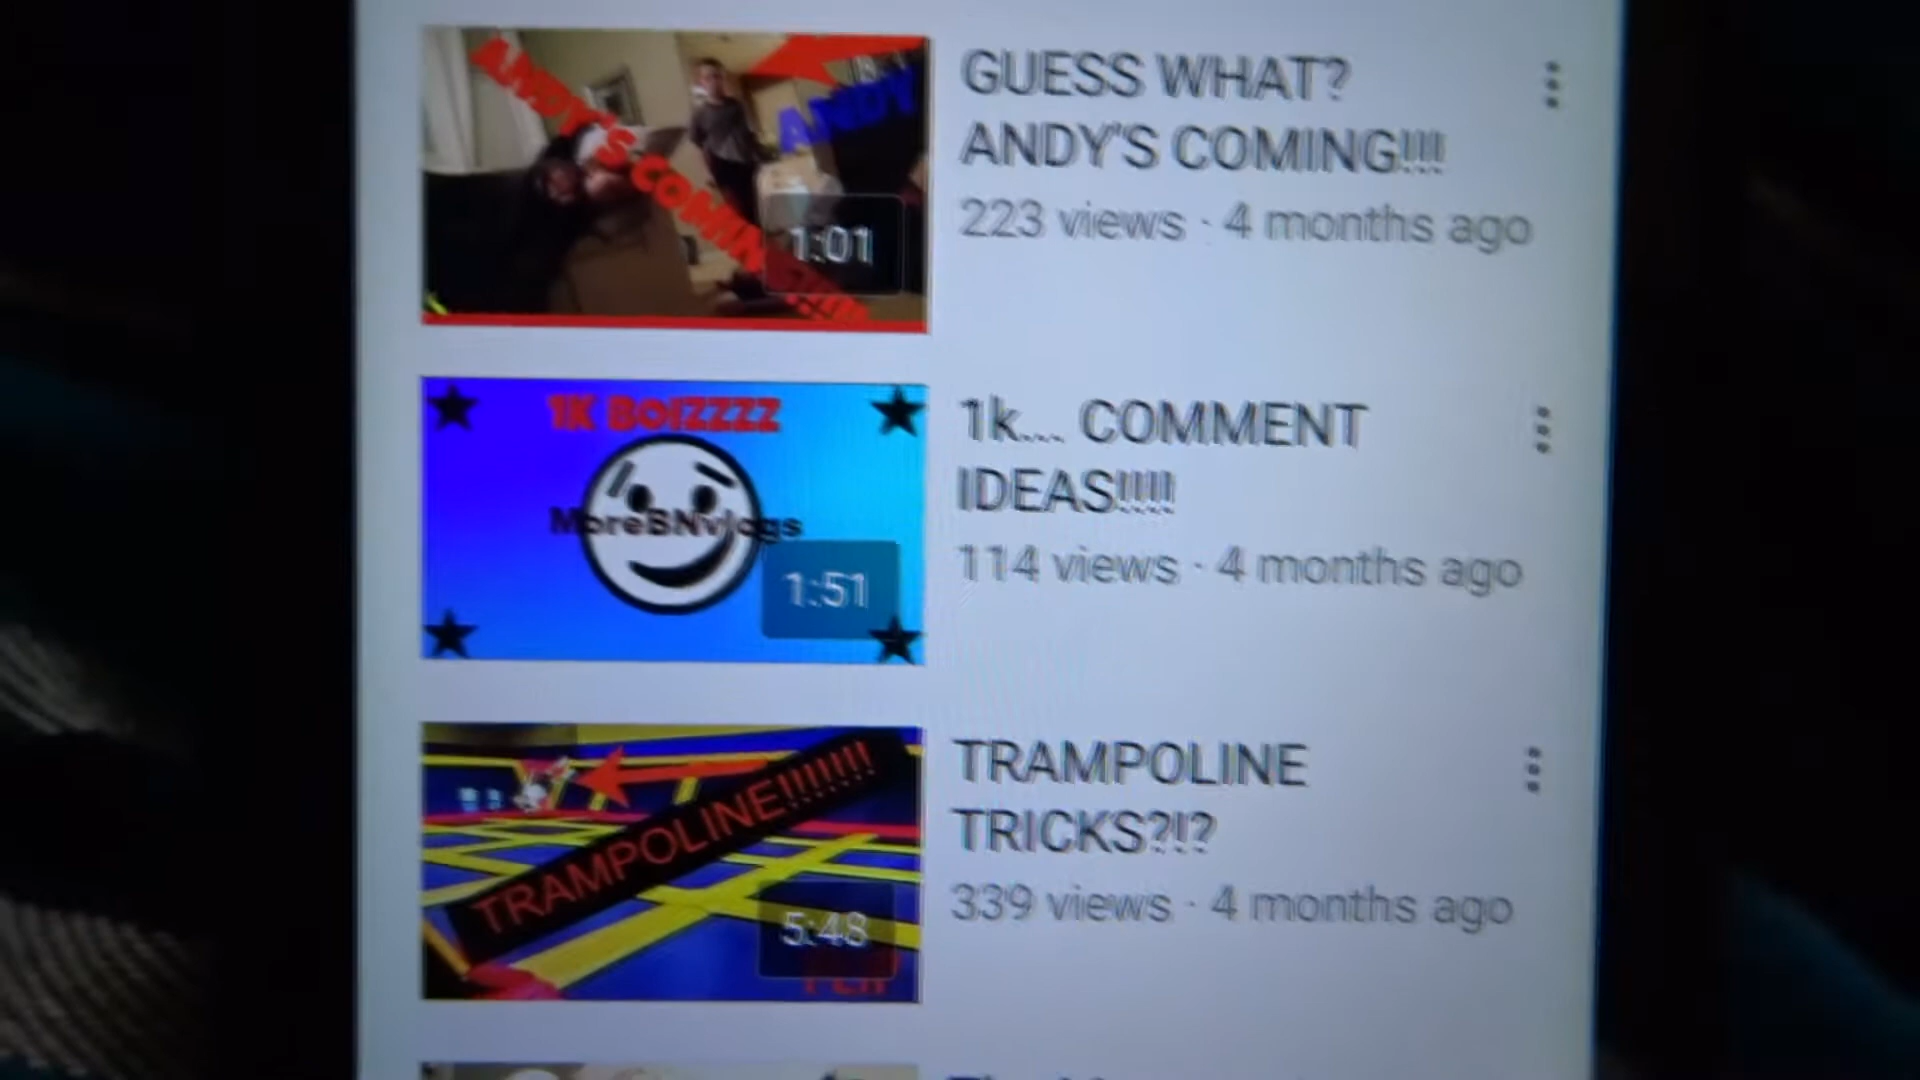 ANDY'S COMIN
ANDY
1:01
GUESS WHAT?
ANDY'S COMING!!!
223 views · 4 months ago
1K BOIZZZZ
MoreBNvlogs
1:51
1k... COMMENT
IDEAS!!!!!
114 views · 4 months ago
TRAMPOLINE!!!!!!!
5:48
TRAMPOLINE
TRICKS?!?
339 views · 4 months ago